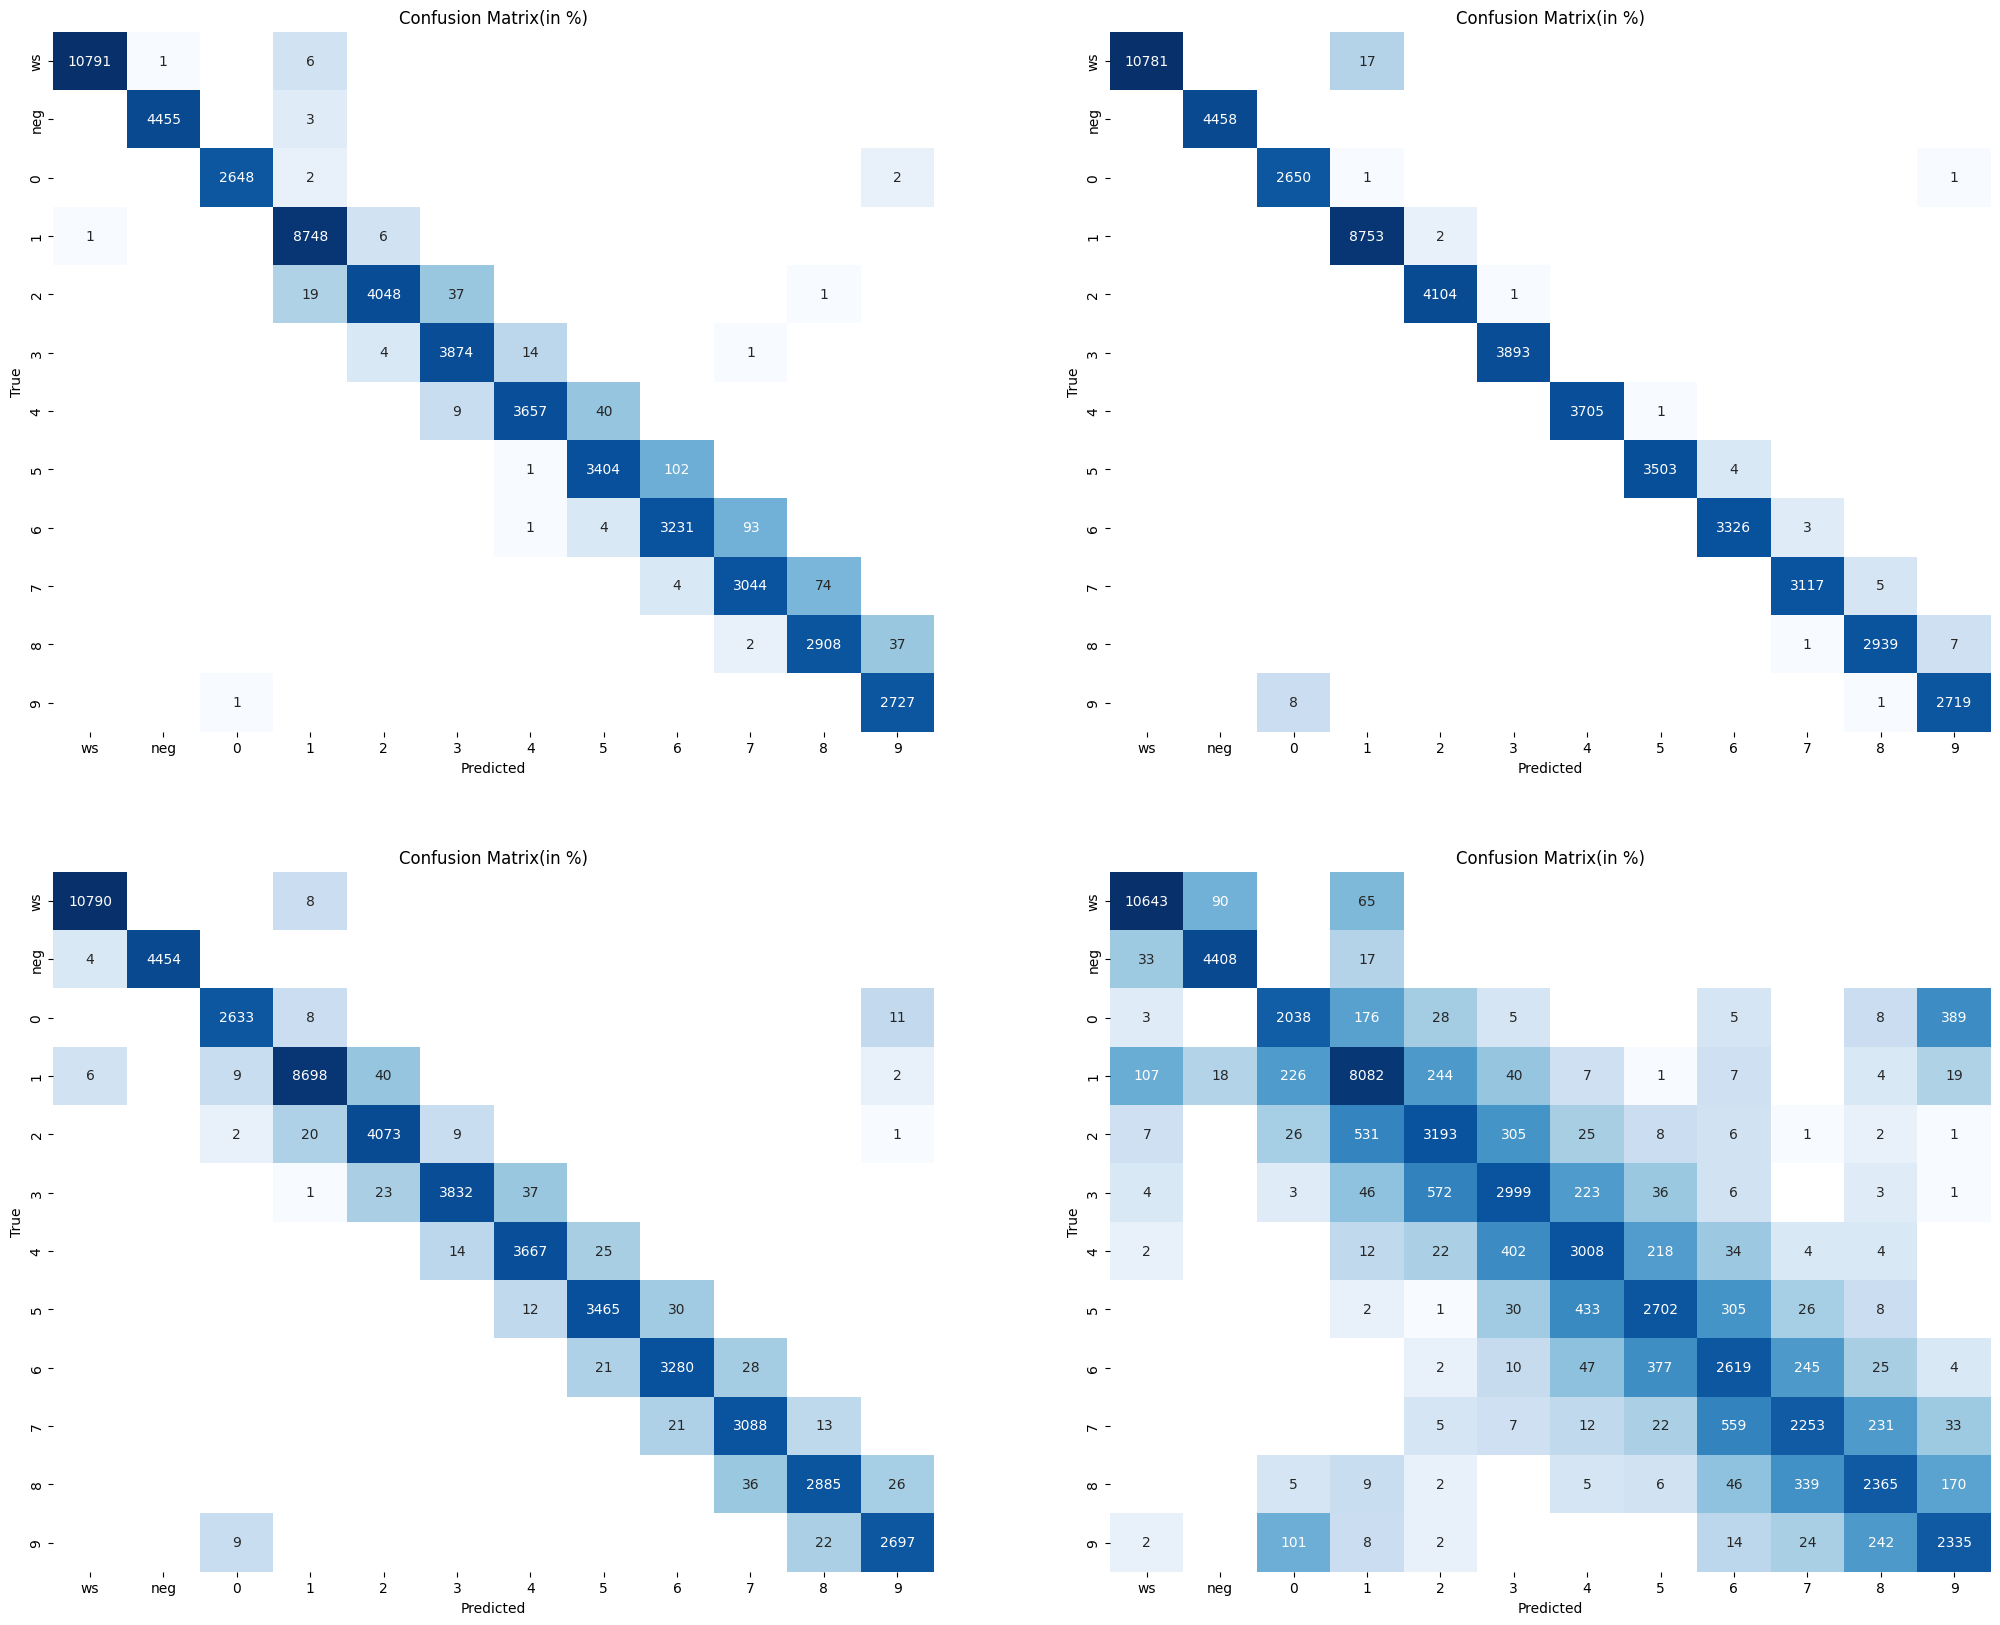 Confusion Matrix(in %)
ws 10791 1 6
neg 4455 3
0 2648 2 2
1 1 8748 6
2 19 4048 37 1
3 4 3874 14 1
True
4 9 3657 40
5 1 3404 102
6 1 4 3231 93
7 4 3044 74
8 2 2908 37
9 1 2727
ws neg 0 1 2 3 4 5 6 7 8 9
Predicted
Confusion Matrix(in %)
ws 10781 17
neg 4458
0 2650 1 1
1 8753 2
2 4104 1
3 3893
True
4 3705 1
5 3503 4
6 3326 3
7 3117 5
8 1 2939 7
9 8 1 2719
ws neg 0 1 2 3 4 5 6 7 8 9
Predicted
Confusion Matrix(in %)
ws 10790 8
neg 4 4454
0 2633 8 11
1 6 9 8698 40 2
2 2 20 4073 9 1
3 1 23 3832 37
True
4 14 3667 25
5 12 3465 30
6 21 3280 28
7 21 3088 13
8 36 2885 26
9 9 22 2697
ws neg 0 1 2 3 4 5 6 7 8 9
Predicted
Confusion Matrix(in %)
ws 10643 90 65
neg 33 4408 17
0 3 2038 176 28 5 5 8 389
1 107 18 226 8082 244 40 7 1 7 4 19
2 7 26 531 3193 305 25 8 6 1 2 1
3 4 3 46 572 2999 223 36 6 3 1
True
4 2 12 22 402 3008 218 34 4 4
5 2 1 30 433 2702 305 26 8
6 2 10 47 377 2619 245 25 4
7 5 7 12 22 559 2253 231 33
8 5 9 2 5 6 46 339 2365 170
9 2 101 8 2 14 24 242 2335
ws neg 0 1 2 3 4 5 6 7 8 9
Predicted